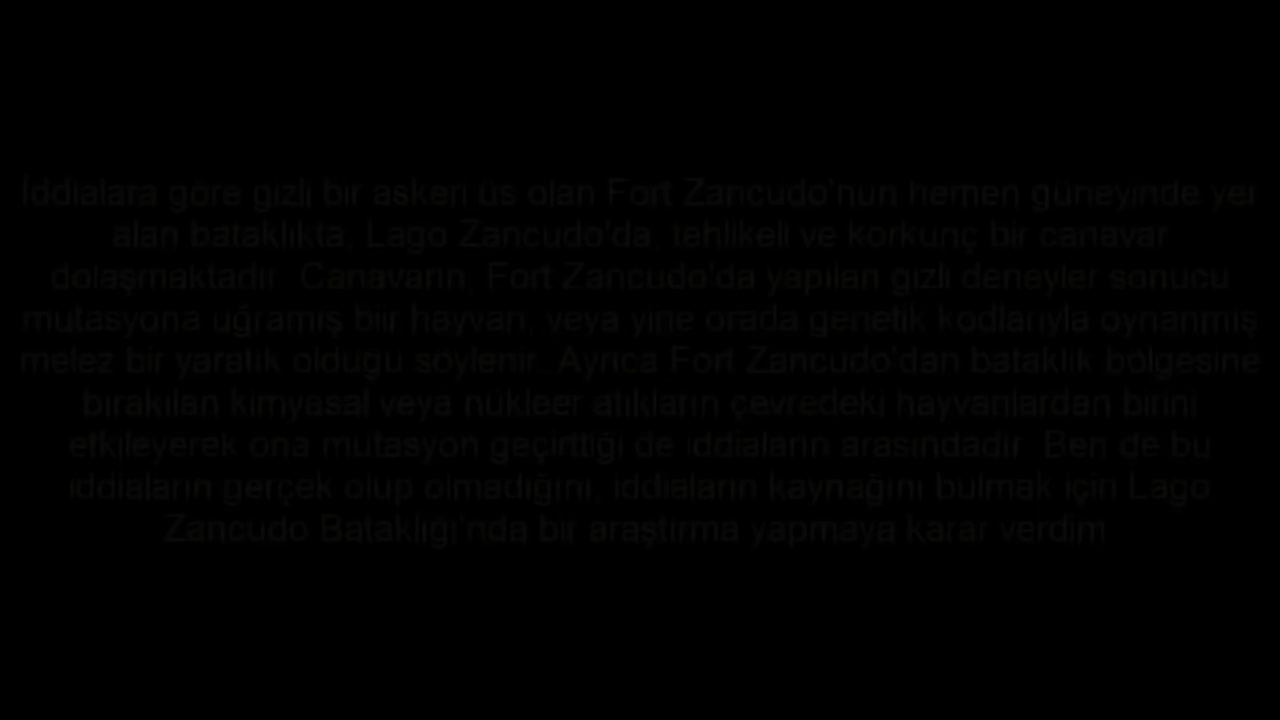 İddialara göre gizli bir askeri üs olan Fort Zancudo'nun hemen güneyinde yer
alan bataklıkta; Lago Zancudo'da, tehlikeli ve korkunç bir canavar
dolaşmaktadır. Canavarın, Fort Zancudo'da yapılan gizli deneyler sonucu
mutasyona uğramış biir hayvan, veya yine orada genetik kodlarıyla oynanmış
melez bir yaratık olduğu söylenir. Ayrıca Fort Zancudo'dan bataklık bölgesine
bırakılan kimyasal veya nükleer atıkların çevredeki hayvanlardan birini
etkileyerek ona mutasyon geçirttiği de iddiaların arasındadır. Ben de bu
iddiaların gerçek olup olmadığını, iddiaların kaynağını bulmak için Lago
Zancudo Bataklığı'nda bir araştırma yapmaya karar verdim.